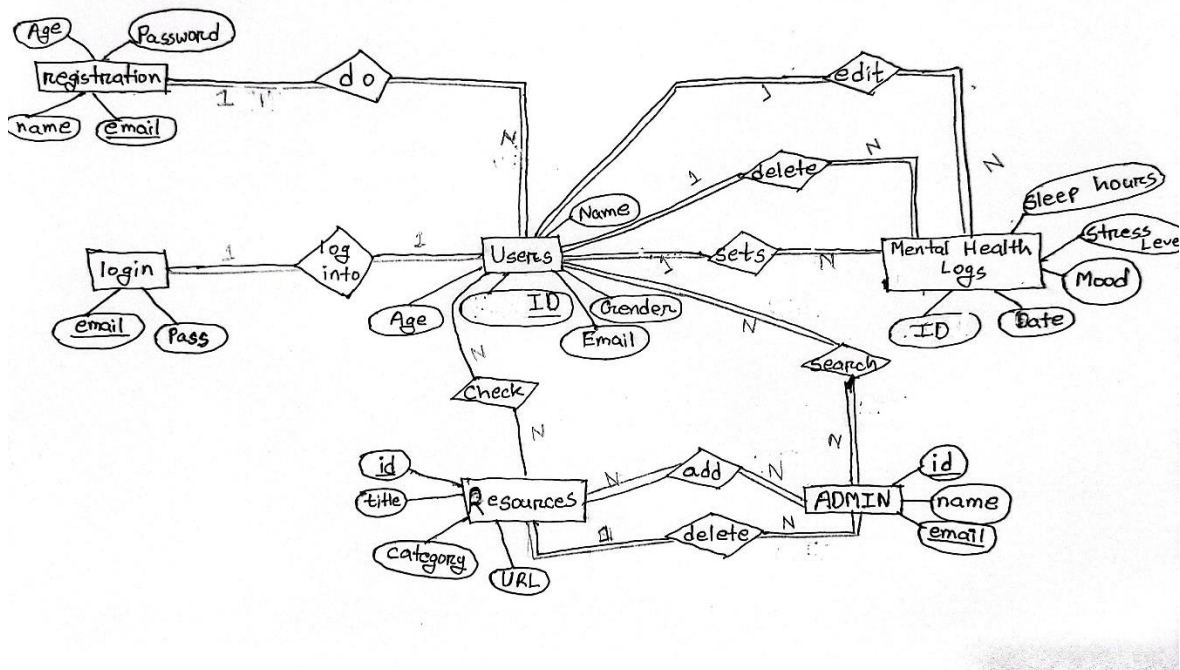 Age
Password
registration
name
email
1
do
N
edit
1
N
delete
1
N
Name
login
email
Pass
1
log
into
1
Users
Age
ID
Gender
Email
1
sets
N
Mental Health
Logs
Sleep hours
Stress
Level
Mood
ID
Date
N
Check
N
N
search
N
id
title
Resources
Category
URL
N
add
N
delete
N
ADMIN
id
name
email